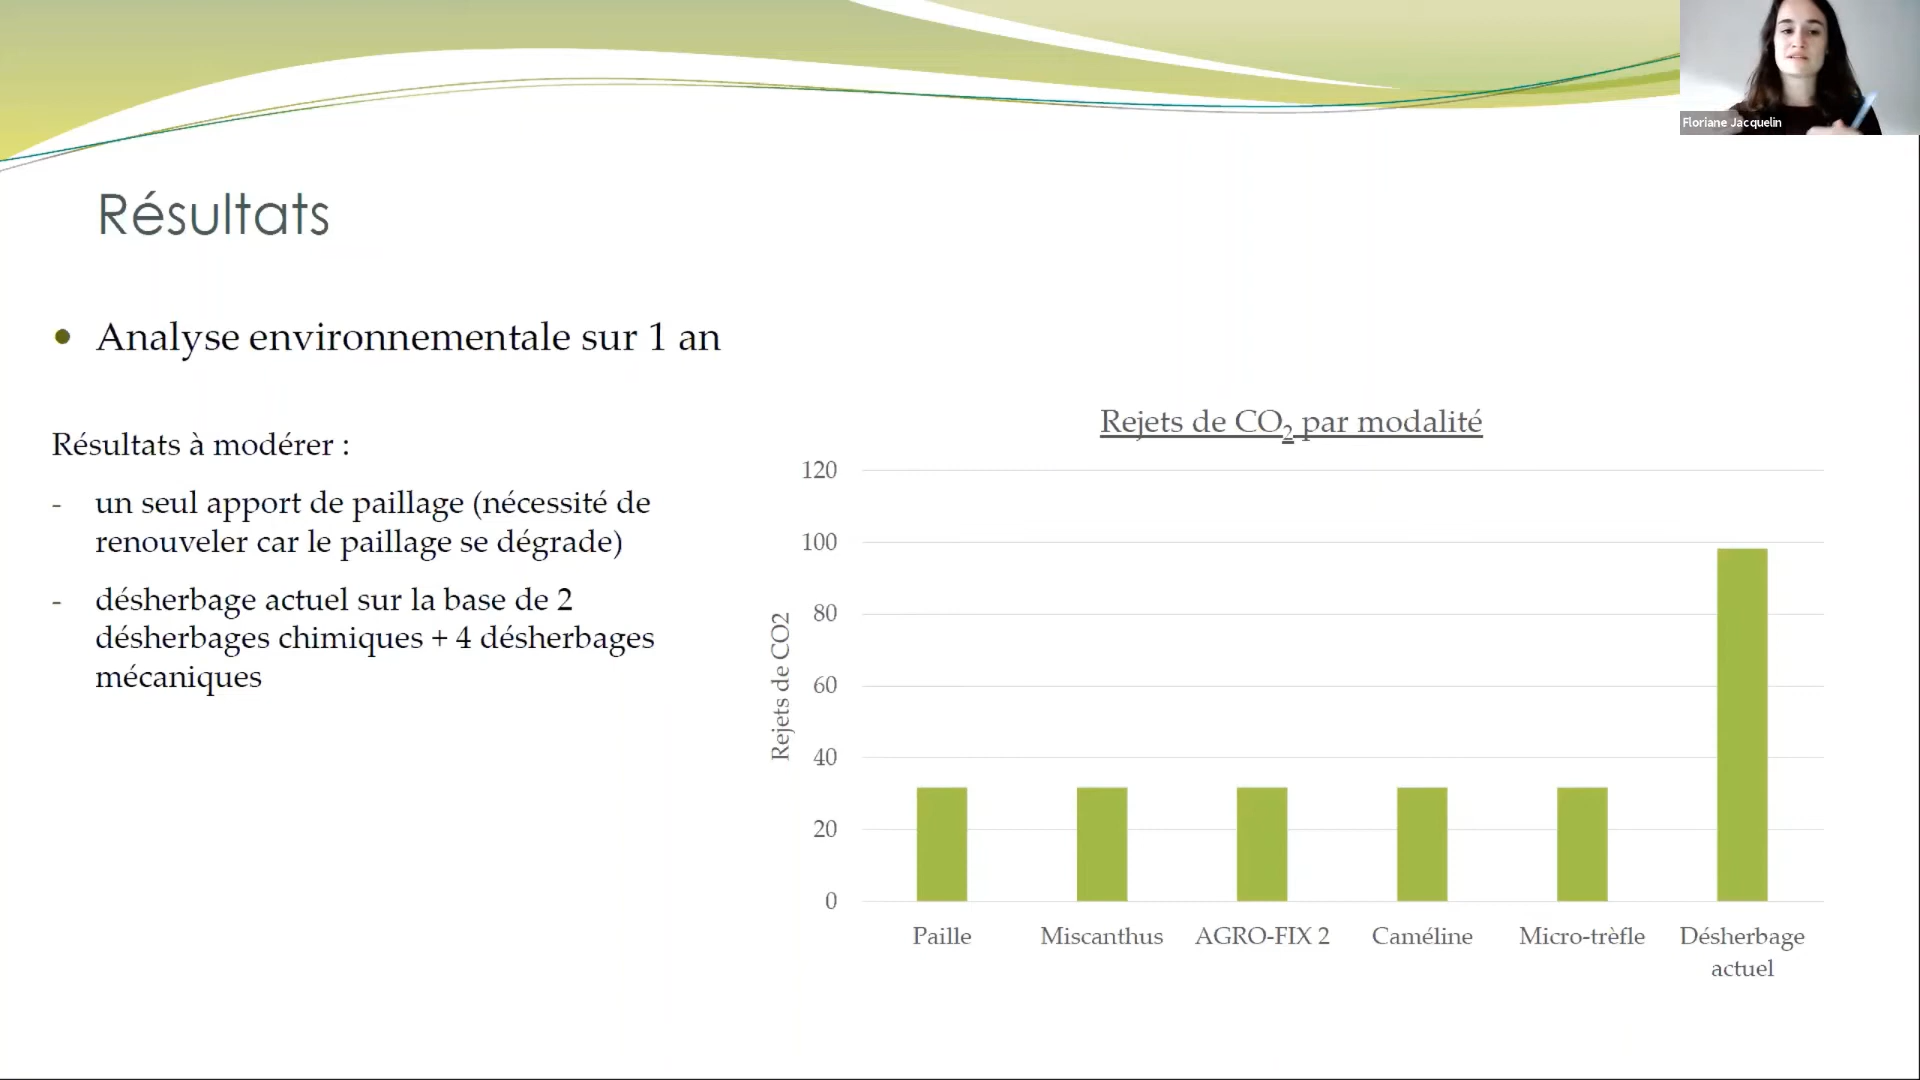 Floriane Jacquelin
Résultats
• Analyse environnementale sur 1 an
Résultats à modérer :
- un seul apport de paillage (nécessité de
renouveler car le paillage se dégrade)
- désherbage actuel sur la base de 2
désherbages chimiques + 4 désherbages
mécaniques
Rejets de CO₂ par modalité
Rejets de CO2
120
100
80
60
40
20
0
Paille
Miscanthus
AGRO-FIX 2
Caméline
Micro-trèfle
Désherbage
actuel